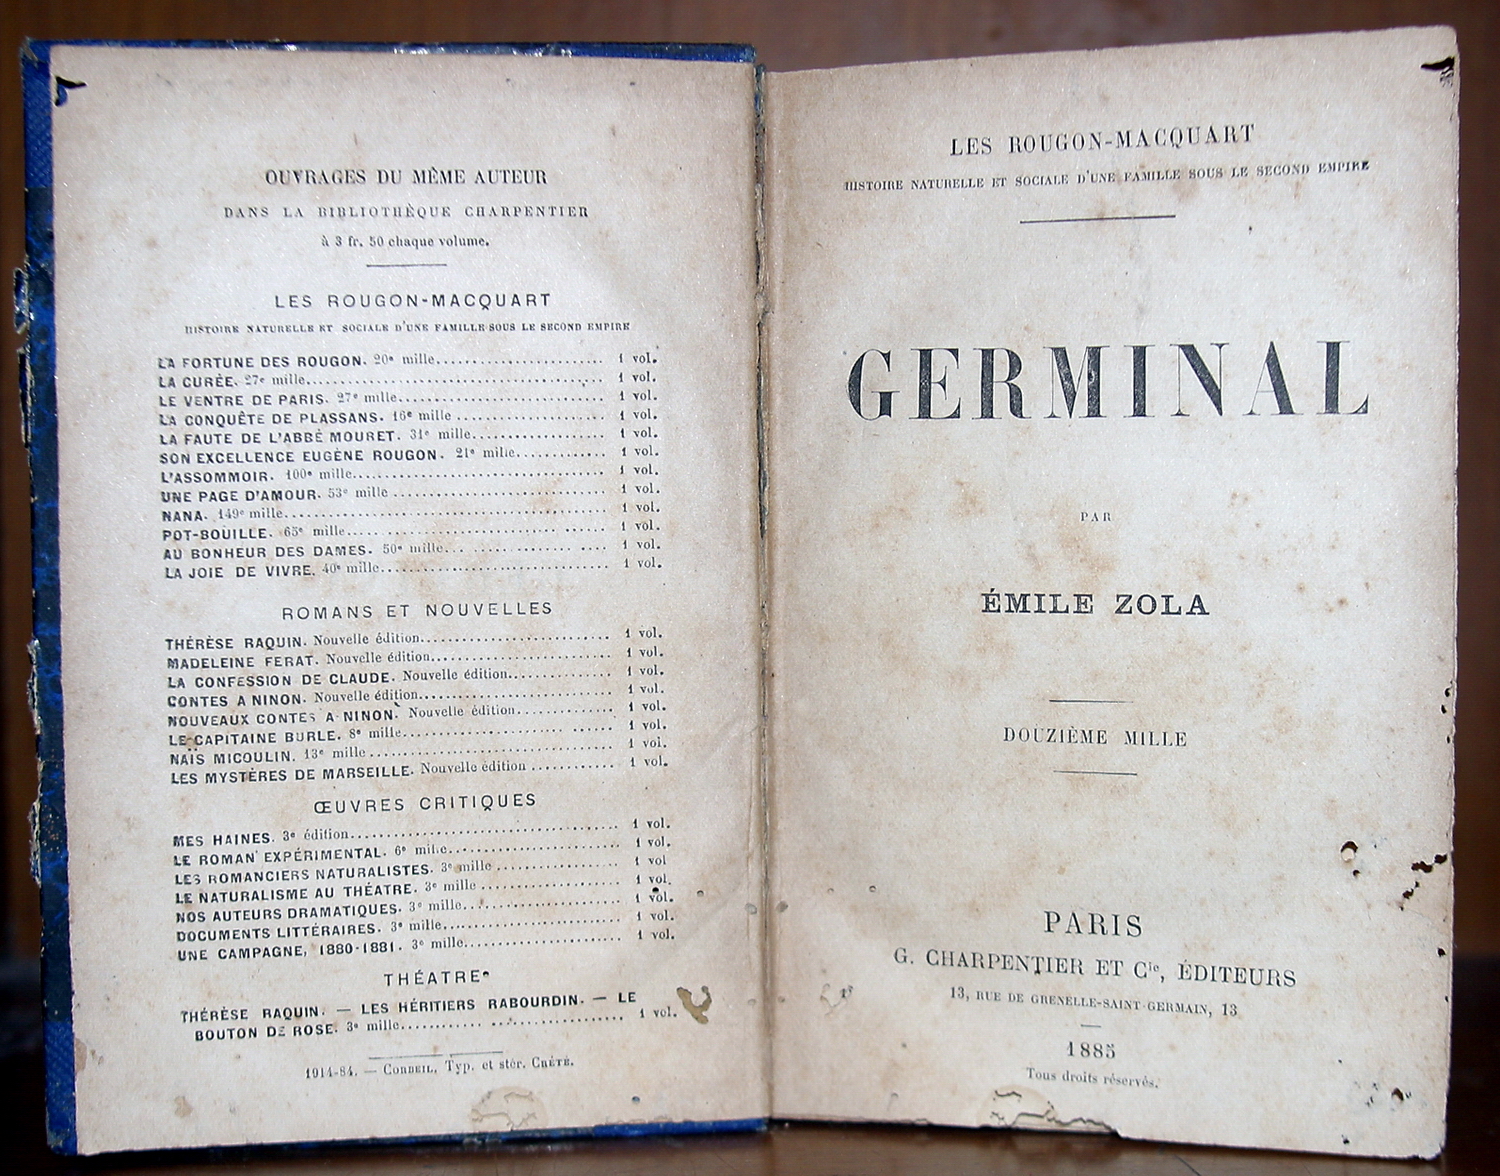 OUVRAGES DU MÊME AUTEUR
DANS LA BIBLIOTHÈQUE CHARPENTIER
à 3 fr. 50 chaque volume.
LES ROUGON-MACQUART
HISTOIRE NATURELLE ET SOCIALE D'UNE FAMILLE SOUS LE SECOND EMPIRE
LA FORTUNE DES ROUGON. 20e mille........................ 1 vol.
LA CURÉE. 27e mille........................ 1 vol.
LE VENTRE DE PARIS. 27e mille........................ 1 vol.
LA CONQUÊTE DE PLASSANS. 16e mille ........................ 1 vol.
LA FAUTE DE L'ABBÉ MOURET. 31e mille.................... 1 vol.
SON EXCELLENCE EUGÈNE ROUGON. 21e mille............. 1 vol.
L'ASSOMMOIR. 100e mille........................ 1 vol.
UNE PAGE D'AMOUR. 53e mille ........................ 1 vol.
NANA. 149e mille........................ 1 vol.
POT-BOUILLE. 65e mille........................ 1 vol.
AU BONHEUR DES DAMES. 50e mille........................ 1 vol.
LA JOIE DE VIVRE. 40e mille........................ 1 vol.
ROMANS ET NOUVELLES
THÉRÈSE RAQUIN. Nouvelle édition........................ 1 vol.
MADELEINE FERAT. Nouvelle édition........................ 1 vol.
LA CONFESSION DE CLAUDE. Nouvelle édition.............. 1 vol.
CONTES A NINON. Nouvelle édition........................ 1 vol.
NOUVEAUX CONTES A NINON. Nouvelle édition.............. 1 vol.
LE CAPITAINE BURLE. 8e mille........................ 1 vol.
NAÏS MICOULIN. 13e mille ........................ 1 vol.
LES MYSTÈRES DE MARSEILLE. Nouvelle édition ............ 1 vol.
ŒUVRES CRITIQUES
MES HAINES. 3e édition........................ 1 vol.
LE ROMAN EXPÉRIMENTAL. 6e mille........................ 1 vol.
LES ROMANCIERS NATURALISTES. 3e mille ................. 1 vol
LE NATURALISME AU THÉATRE. 3e mille ................... 1 vol.
NOS AUTEURS DRAMATIQUES. 3e mille...................... 1 vol.
DOCUMENTS LITTÉRAIRES. 3e mille........................ 1 vol.
UNE CAMPAGNE, 1880-1881. 3e mille...................... 1 vol.
THÉATRE
THÉRÈSE RAQUIN. — LES HÉRITIERS RABOURDIN. — LE
BOUTON DE ROSE. 3e mille........................ 1 vol.
1914-84. — CORBEIL, Typ. et stér. CRÉTÉ.
LES ROUGON-MACQUART
HISTOIRE NATURELLE ET SOCIALE D'UNE FAMILLE SOUS LE SECOND EMPIRE
GERMINAL
PAR
ÉMILE ZOLA
DOUZIÈME MILLE
PARIS
G. CHARPENTIER ET Cie, ÉDITEURS
13, RUE DE GRENELLE-SAINT-GERMAIN, 13
1885
Tous droits réservés.